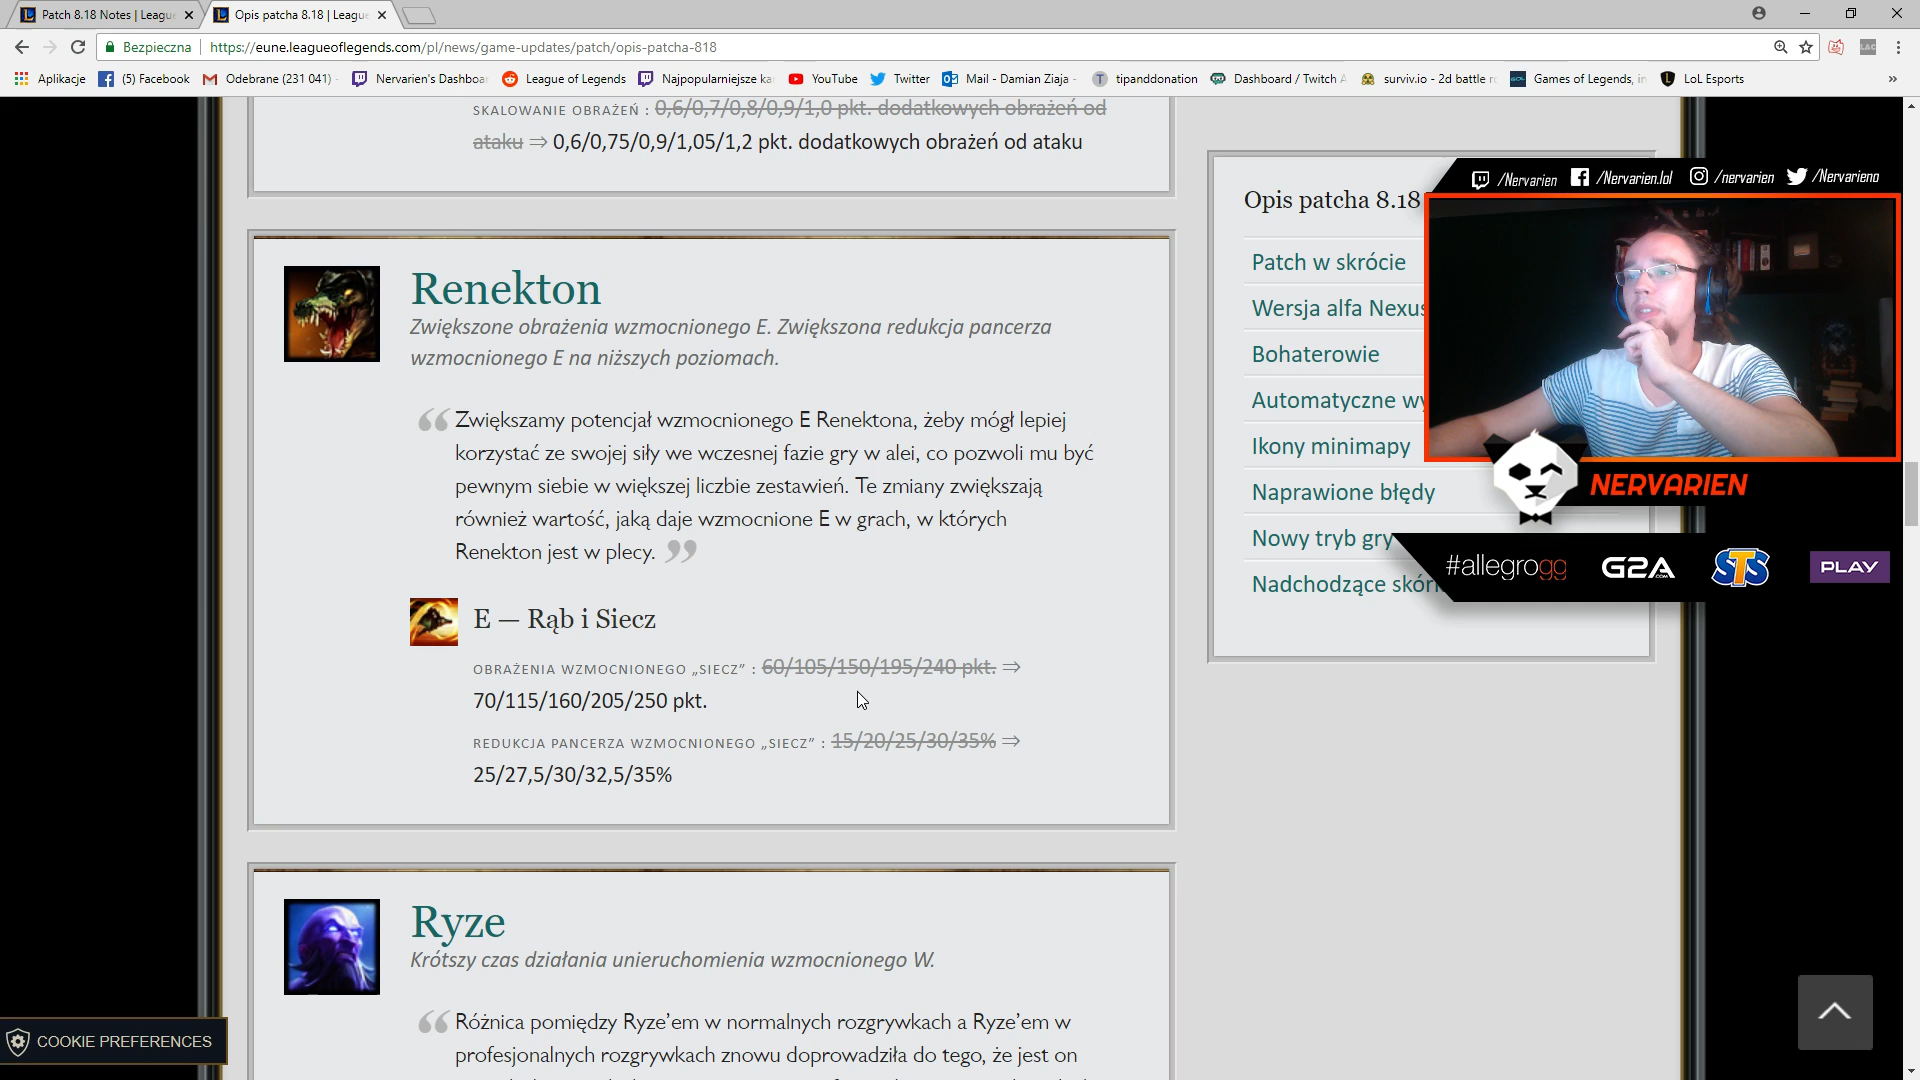 Patch 8.18 Notes | Leagu
Opis patcha 8.18 | League
Bezpieczna
https://eune.leagueoflegends.com/pl/news/game-updates/patch/opis-patcha-818
Aplikacje
(5) Facebook
Odebrane (231 041)
Nervarien's Dashboa
League of Legends
Najpopularniejsze ka
YouTube
Twitter
Mail - Damian Ziaja -
tipanddonation
Dashboard / Twitch
surviv.io - 2d battle r
Games of Legends, in
LoL Esports
SKALOWANIE OBRAŻEŃ : 0,6/0,7/0,8/0,9/1,0 pkt. dodatkowych obrażeń od
ataku ⇒ 0,6/0,75/0,9/1,05/1,2 pkt. dodatkowych obrażeń od ataku
Renekton
Zwiększone obrażenia wzmocnionego E. Zwiększona redukcja pancerza
wzmocnionego E na niższych poziomach.
“ Zwiększamy potencjał wzmocnionego E Renektona, żeby mógł lepiej
korzystać ze swojej siły we wczesnej fazie gry w alei, co pozwoli mu być
pewnym siebie w większej liczbie zestawień. Te zmiany zwiększają
również wartość, jaką daje wzmocnione E w grach, w których
Renekton jest w plecy. ”
E — Rąb i Siecz
OBRAŻENIA WZMOCNIONEGO „SIECZ” : 60/105/150/195/240 pkt. ⇒
70/115/160/205/250 pkt.
REDUKCJA PANCERZA WZMOCNIONEGO „SIECZ” : 15/20/25/30/35% ⇒
25/27,5/30/32,5/35%
Ryze
Krótszy czas działania unieruchomienia wzmocnionego W.
“ Różnica pomiędzy Ryze’em w normalnych rozgrywkach a Ryze’em w
profesjonalnych rozgrywkach znowu doprowadziła do tego, że jest on
COOKIE PREFERENCES
Opis patcha 8.18
Patch w skrócie
Wersja alfa Nexus
Bohaterowie
Automatyczne wy
Ikony minimapy
Naprawione błędy
Nowy tryb gry
Nadchodzące skór
/Nervarien
/Nervarien.lol
/nervarien
/Nervarieno
NERVARIEN
#allegrogg
G2A.COM
STS
PLAY